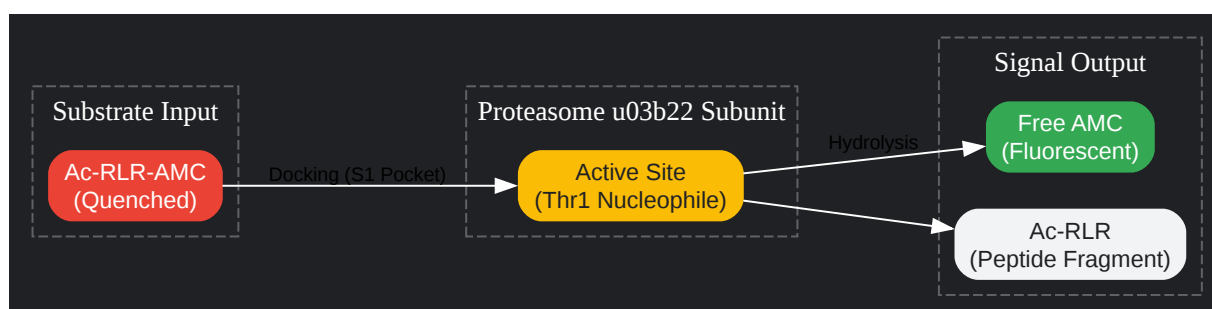 Substrate Input
Ac-RLR-AMC
(Quenched)
Docking (S1 Pocket)
Proteasome u03b22 Subunit
Active Site
(Thr1 Nucleophile)
Hydrolysis
Signal Output
Free AMC
(Fluorescent)
Ac-RLR
(Peptide Fragment)